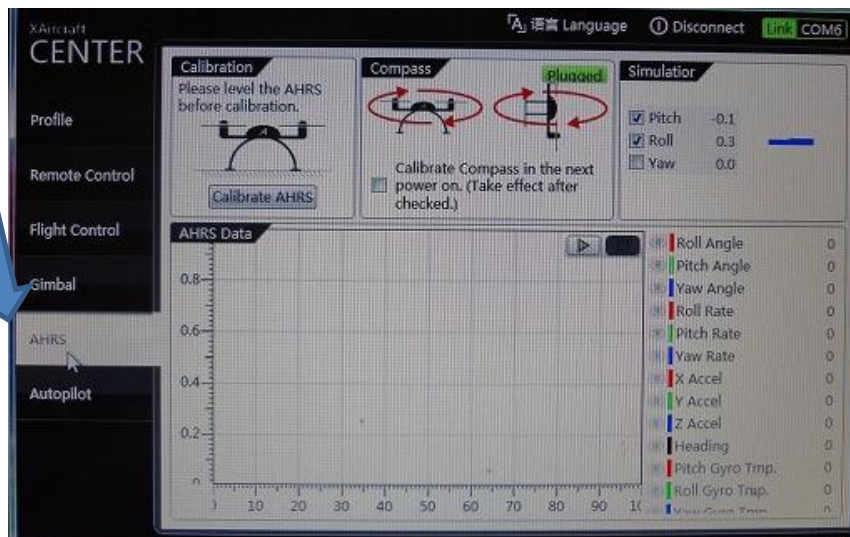 XAircraft
CENTER
语言 Language
Disconnect
Link COM6
Profile
Remote Control
Flight Control
Gimbal
AHRS
Autopilot
Calibration
Please level the AHRS
before calibration.
A
Calibrate AHRS
Compass
Plugged
Calibrate Compass in the next
power on. (Take effect after
checked.)
Simulation
Pitch -0.1
Roll 0.3
Yaw 0.0
AHRS Data
0.8
0.6
0.4
0.2
10 20 30 40 50 60 70 80 90
Roll Angle 0
Pitch Angle 0
Yaw Angle 0
Roll Rate 0
Pitch Rate 0
Yaw Rate 0
X Accel 0
Y Accel 0
Z Accel 0
Heading 0
Pitch Gyro Tmp. 0
Roll Gyro Tmp. 0
Yaw Gyro Tmp. 0